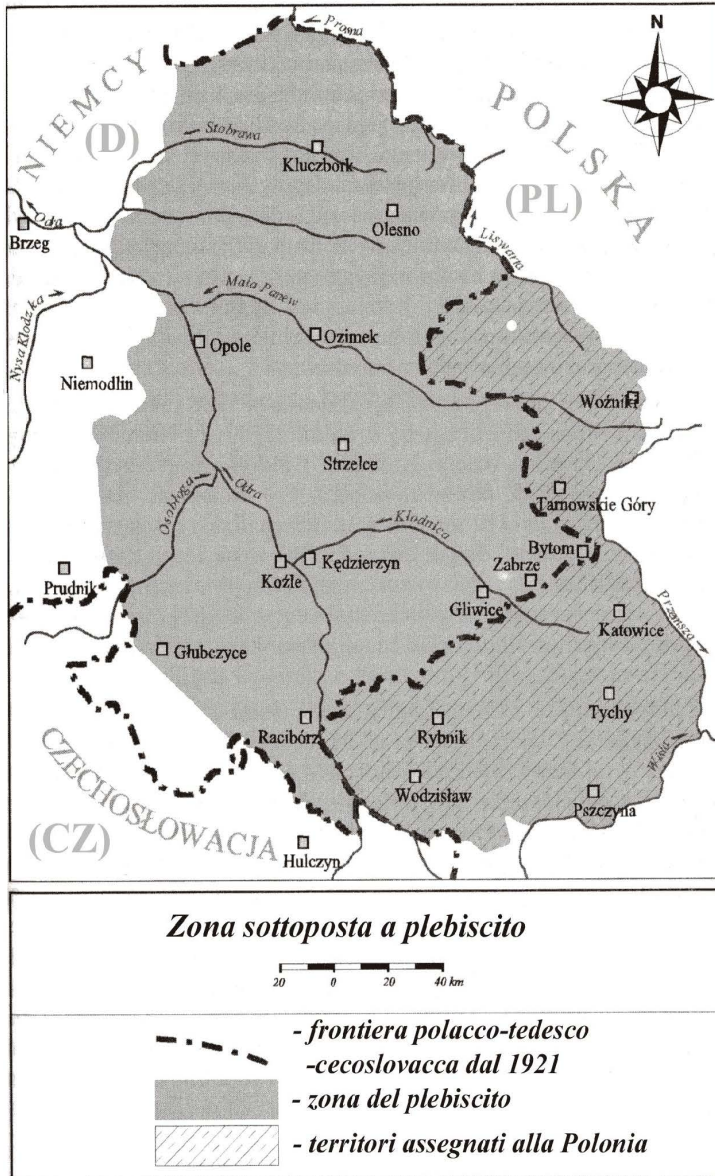 Prosna
N
NIEMCY
(D)
POLSKA
(PL)
Stobrawa
Kluczbork
Odra
Brzeg
Olesno
Liswarta
Nysa Kłodzka
Mała Panew
Opole
Ozimek
Niemodlin
Woźniki
Strzelce
Osobłoga
Odra
Tarnowskie Góry
Kłodnica
Bytom
Prudnik
Koźle
Kędzierzyn
Zabrze
Gliwice
Katowice
Przemsza
Głubczyce
Tychy
Racibórz
Rybnik
Wisła
Wodzisław
Pszczyna
CZECHOSŁOWACJA
(CZ)
Hulczyn
Zona sottoposta a plebiscito
20 0 20 40 km
- frontiera polacco-tedesco
-cecoslovacca dal 1921
- zona del plebiscito
- territori assegnati alla Polonia